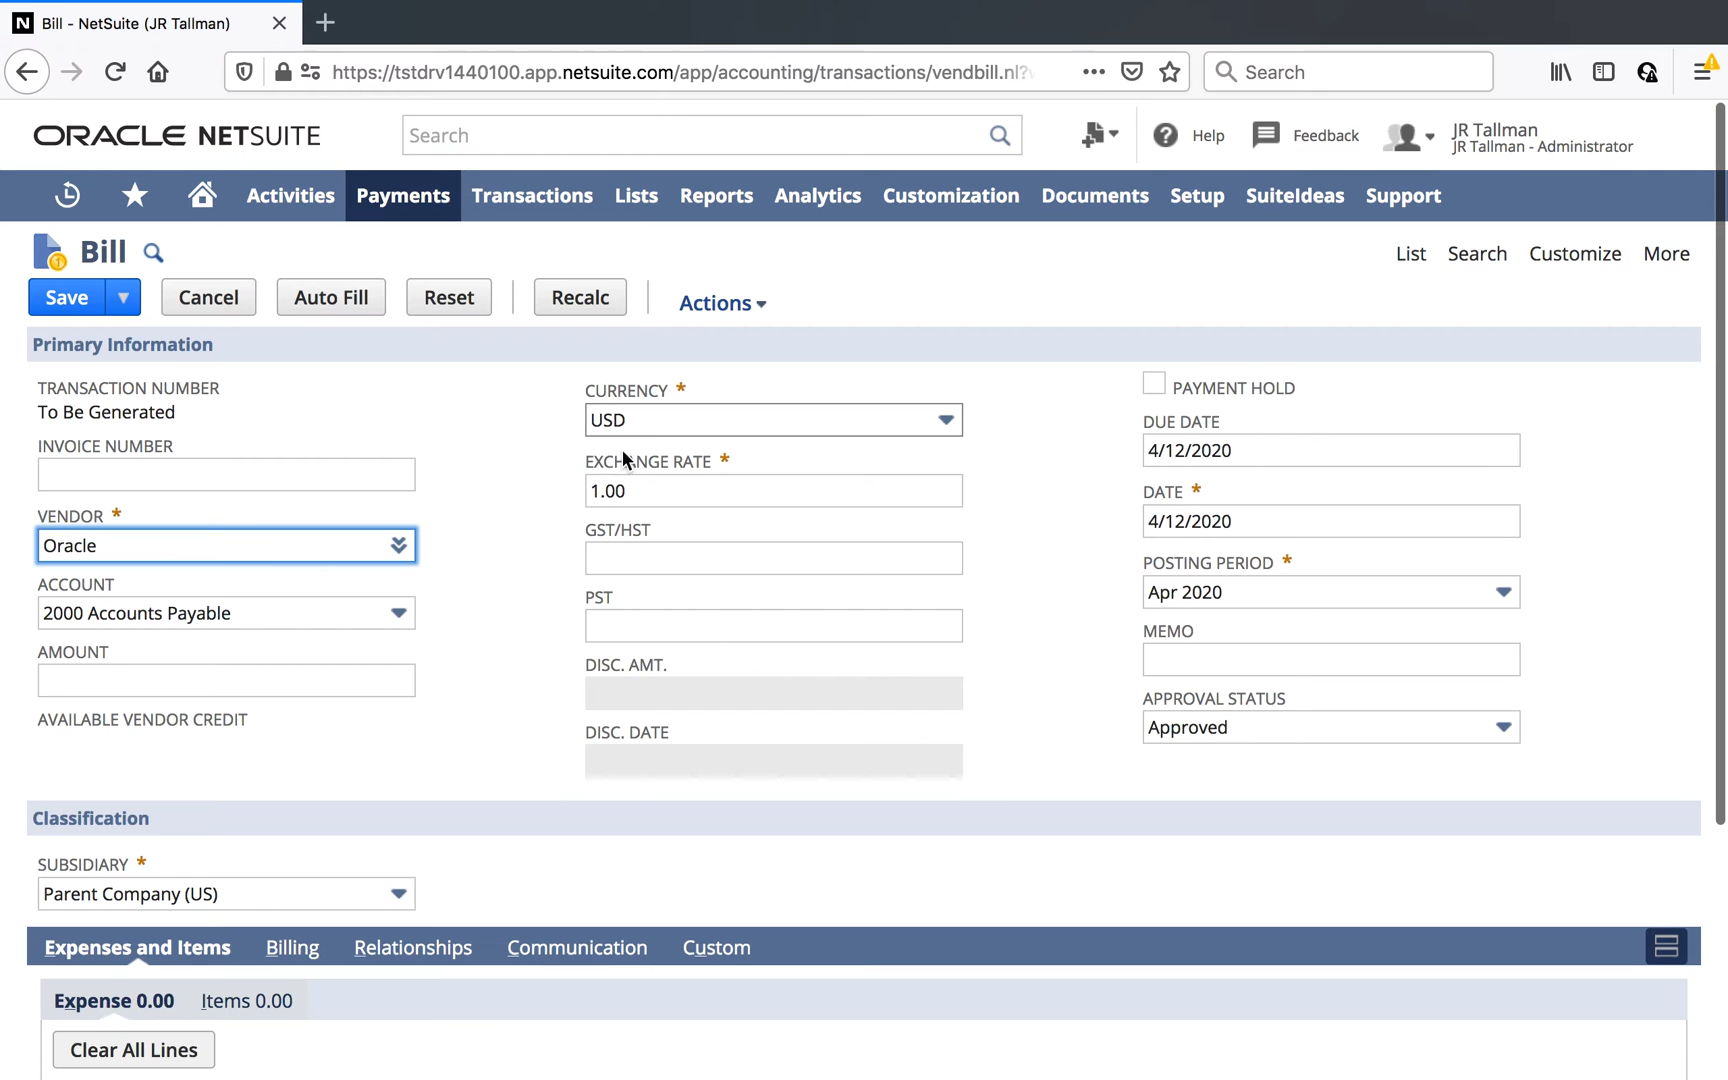 N Bill - NetSuite (JR Tallman)
https://tstdrv1440100.app.netsuite.com/app/accounting/transactions/vendbill.nl?
Search
ORACLE NETSUITE
Search
Help
Feedback
JR Tallman
JR Tallman - Administrator
Activities Payments Transactions Lists Reports Analytics Customization Documents Setup SuiteIdeas Support
Bill
List Search Customize More
Save Cancel Auto Fill Reset Recalc Actions
Primary Information
TRANSACTION NUMBER
To Be Generated
INVOICE NUMBER
VENDOR *
Oracle
ACCOUNT
2000 Accounts Payable
AMOUNT
AVAILABLE VENDOR CREDIT
CURRENCY *
USD
EXCHANGE RATE *
1.00
GST/HST
PST
DISC. AMT.
DISC. DATE
PAYMENT HOLD
DUE DATE
4/12/2020
DATE *
4/12/2020
POSTING PERIOD *
Apr 2020
MEMO
APPROVAL STATUS
Approved
Classification
SUBSIDIARY *
Parent Company (US)
Expenses and Items Billing Relationships Communication Custom
Expense 0.00 Items 0.00
Clear All Lines